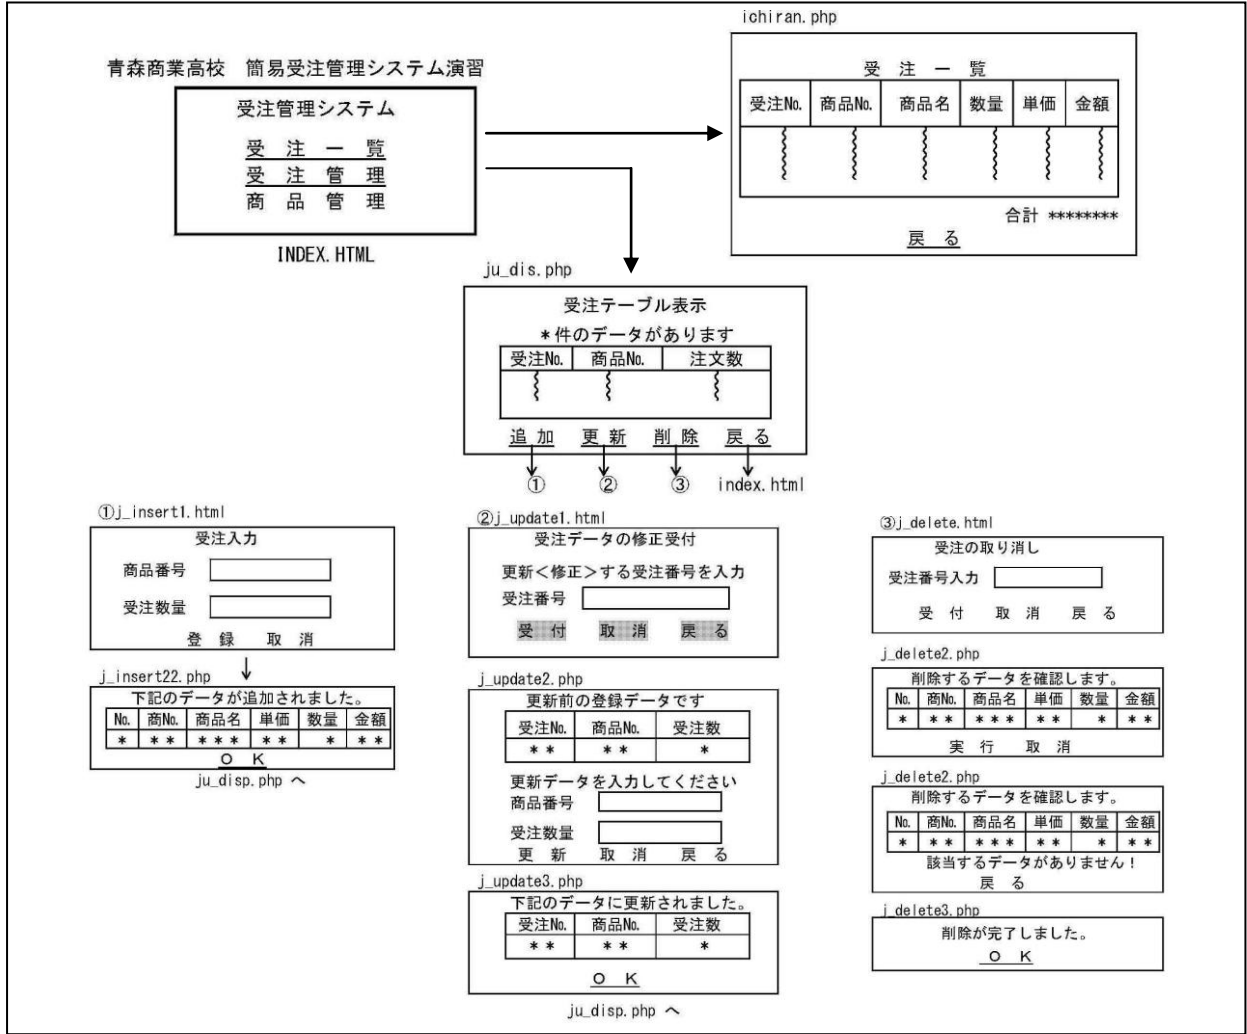 青森商業高校　簡易受注管理システム演習
受注管理システム
受　注　一　覧
受　注　管　理
商　品　管　理
INDEX.HTML
ichiran.php
受　注　一　覧
受注No. 商品No. 商品名 数量 単価 金額
合計 ********
戻　る
ju_dis.php
受注テーブル表示
*件のデータがあります
受注No. 商品No. 注文数
追　加　更　新　削　除　戻　る
① ② ③ index.html
①j_insert1.html
受注入力
商品番号
受注数量
登　録　取　消
j_insert22.php
下記のデータが追加されました。
No. 商No. 商品名 単価 数量 金額
* ** *** ** * **
O　K
ju_disp.php へ
②j_update1.html
受注データの修正受付
更新<修正>する受注番号を入力
受注番号
受　付　取　消　戻　る
j_update2.php
更新前の登録データです
受注No. 商品No. 受注数
** ** *
更新データを入力してください
商品番号
受注数量
更　新　取　消　戻　る
j_update3.php
下記のデータに更新されました。
受注No. 商品No. 受注数
** ** *
O　K
ju_disp.php へ
③j_delete.html
受注の取り消し
受注番号入力
受　付　取　消　戻　る
j_delete2.php
削除するデータを確認します。
No. 商No. 商品名 単価 数量 金額
* ** *** ** * **
実　行　取　消
j_delete2.php
削除するデータを確認します。
No. 商No. 商品名 単価 数量 金額
* ** *** ** * **
該当するデータがありません！
戻　る
j_delete3.php
削除が完了しました。
O　K